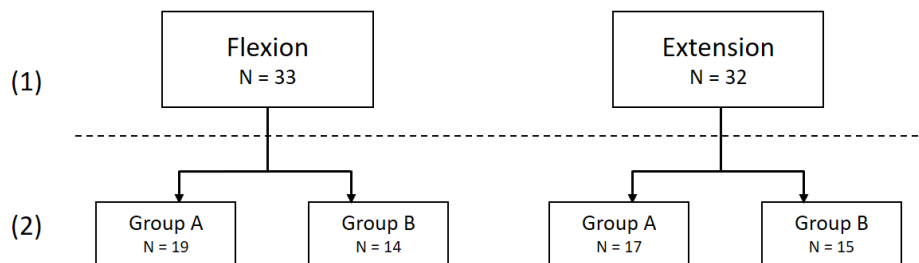 (1)
Flexion
N = 33
Extension
N = 32
(2)
Group A
N = 19
Group B
N = 14
Group A
N = 17
Group B
N = 15